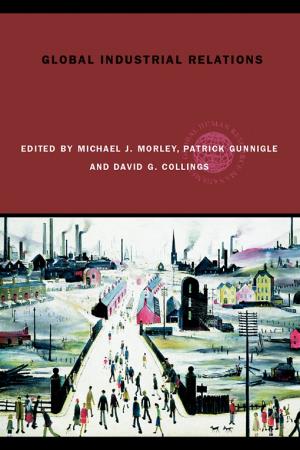 GLOBAL INDUSTRIAL RELATIONS
EDITED BY MICHAEL J. MORLEY, PATRICK GUNNIGLE
AND DAVID G. COLLINGS